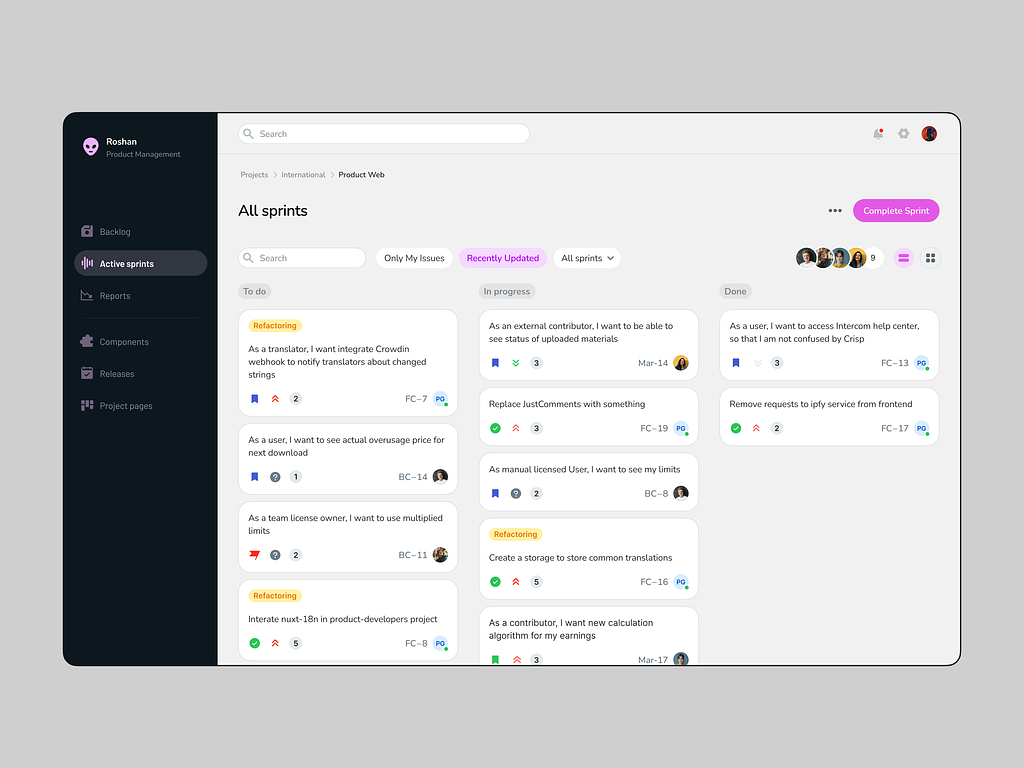 Roshan
Product Management
Backlog
Active sprints
Reports
Components
Releases
Project pages
Search
Projects
International
Product Web
All sprints
Complete Sprint
Search
Only My Issues
Recently Updated
All sprints
9
To do
Refactoring
As a translator, I want integrate Crowdin
webhook to notify translators about changed
strings
2
FC–7
PG
As a user, I want to see actual overusage price for
next download
?
1
BC–14
As a team license owner, I want to use multiplied
limits
?
2
BC–11
Refactoring
Interate nuxt-18n in product-developers project
5
FC–8
PG
In progress
As an external contributor, I want to be able to
see status of uploaded materials
3
Mar-14
Replace JustComments with something
3
FC–19
PG
As manual licensed User, I want to see my limits
?
2
BC–8
Refactoring
Create a storage to store common translations
5
FC–16
PG
As a contributor, I want new calculation
algorithm for my earnings
3
Mar-17
Done
As a user, I want to access Intercom help center,
so that I am not confused by Crisp
3
FC–13
PG
Remove requests to ipfy service from frontend
2
FC–17
PG